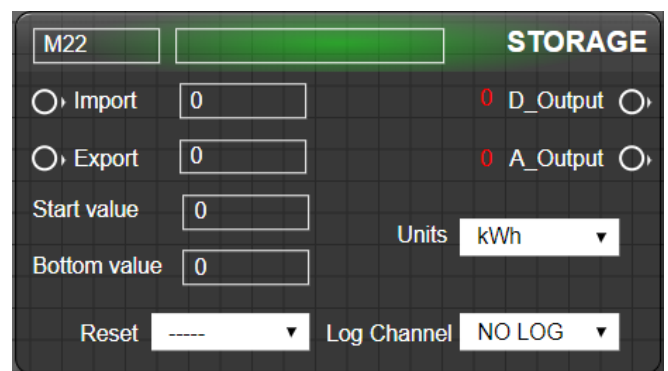 M22 STORAGE
Import 0 0 D_Output
Export 0 0 A_Output
Start value 0
Units kWh
Bottom value 0
Reset ----- Log Channel NO LOG